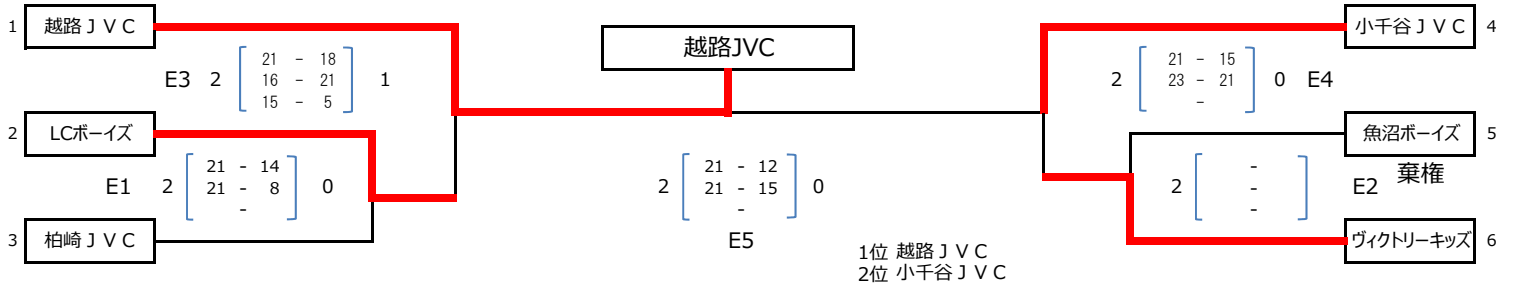 1 越路ＪＶＣ
E3 2 21 - 18 1
16 - 21
15 - 5
2 LCボーイズ
E1 2 21 - 14 0
21 - 8
-
3 柏崎ＪＶＣ
越路JVC
2 21 - 12 0
21 - 15
-
E5
1位 越路ＪＶＣ
2位 小千谷ＪＶＣ
小千谷ＪＶＣ 4
2 21 - 15 0 E4
23 - 21
-
魚沼ボーイズ 5
棄権
2 - E2
-
-
ヴィクトリーキッズ 6